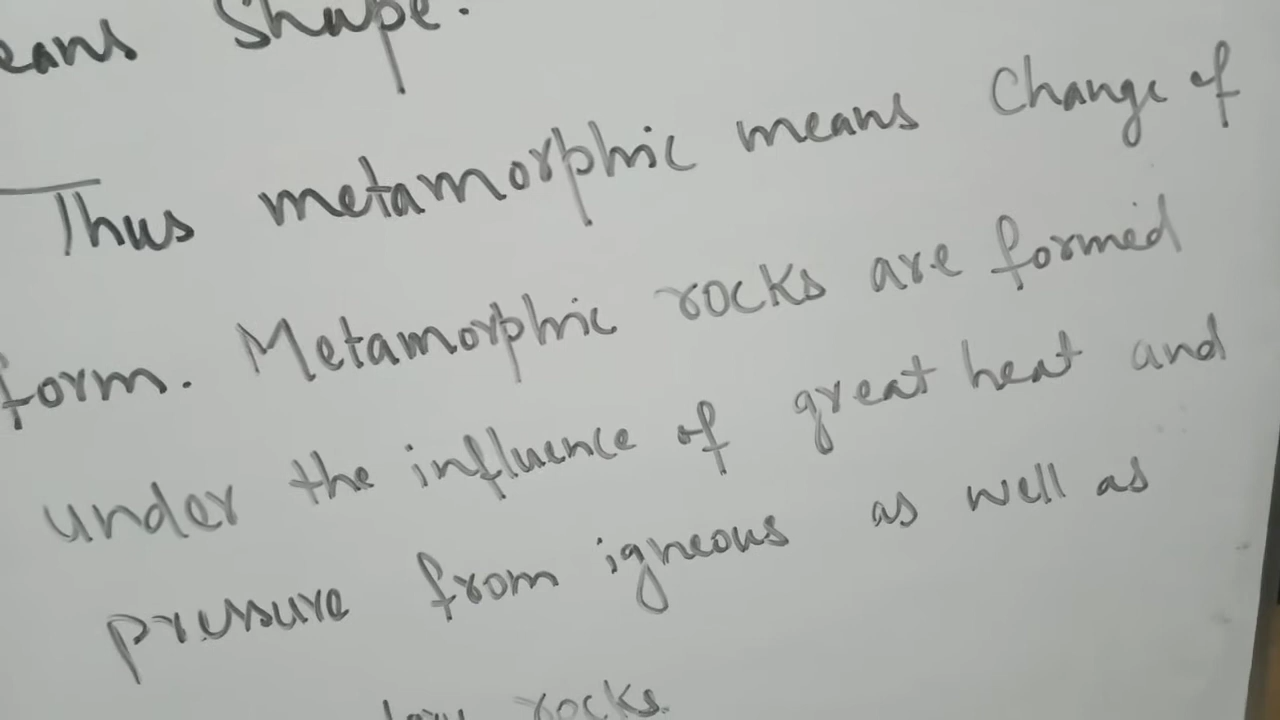 means Shape.
Thus metamorphic means Change of
form. Metamorphic rocks are formed
under the influence of great heat and
pressure from igneous as well as
rocks.